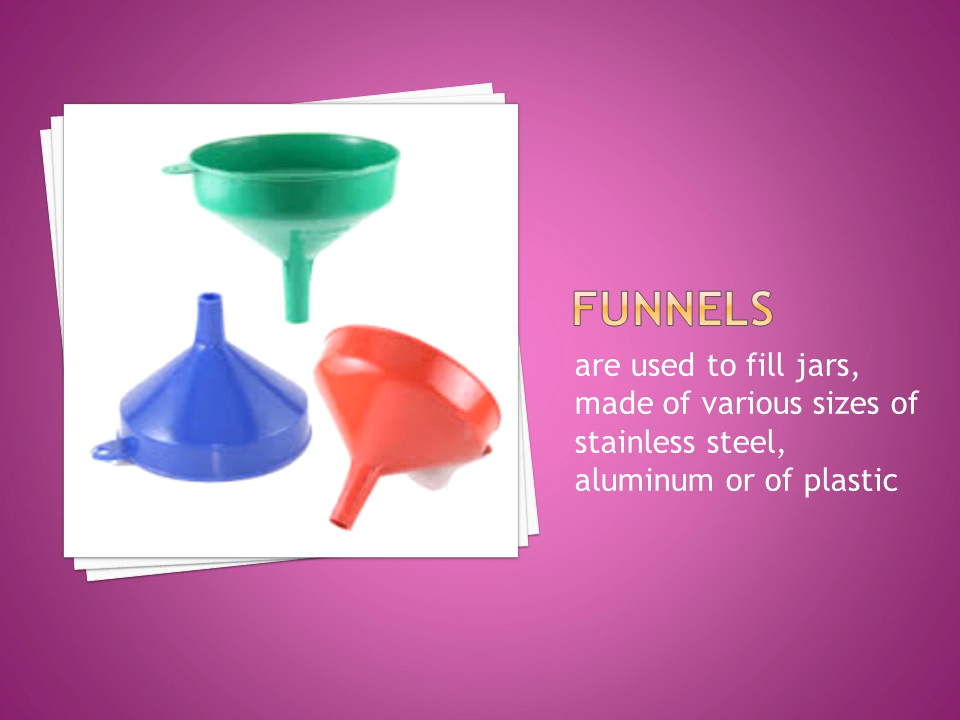 FUNNELS
are used to fill jars,
made of various sizes of
stainless steel,
aluminum or of plastic